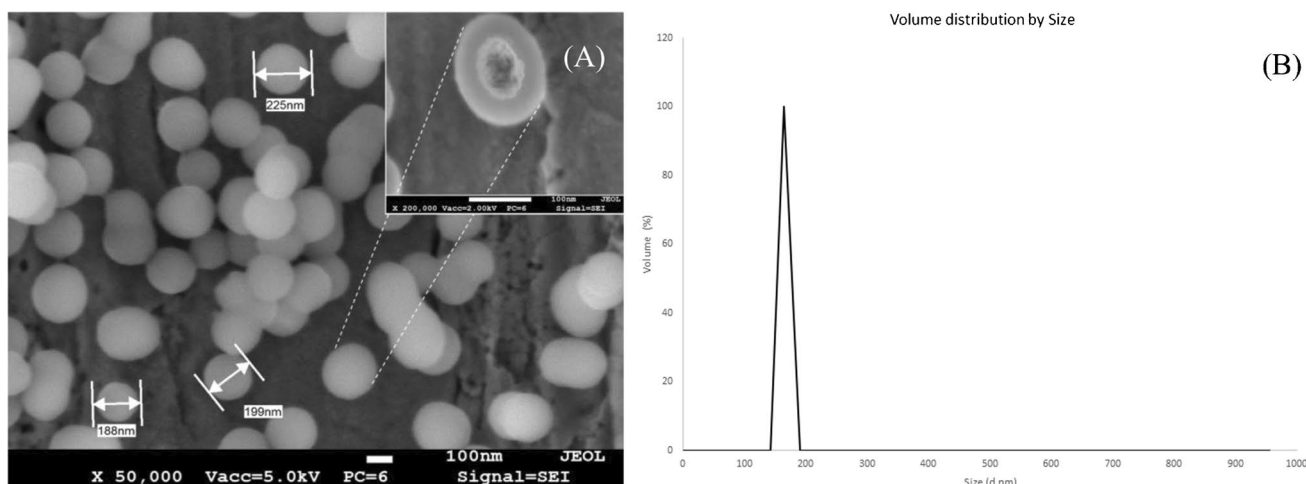 (A)
225nm
100nm JEOL
X 200,000 Vacc=2.00kV PC=6 Signal=SEI
199nm
188nm
100nm JEOL
X 50,000 Vacc=5.0kV PC=6 Signal=SEI
Volume distribution by Size
(B)
120
100
80
60
40
20
0
Volume (%)
0 100 200 300 400 500 600 700 800 900 1000
Size (d.nm)